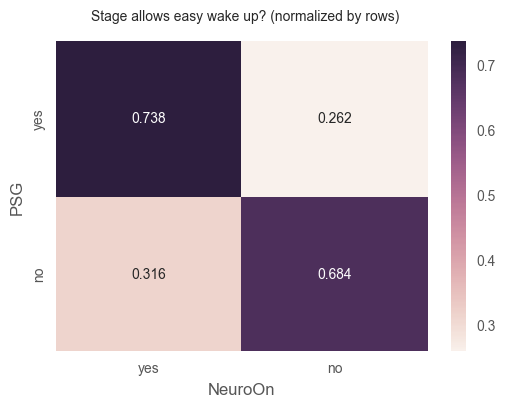 Stage allows easy wake up? (normalized by rows)
yes
0.738
0.262
0.7
0.6
PSG
0.5
no
0.316
0.684
0.4
0.3
yes
no
NeuroOn